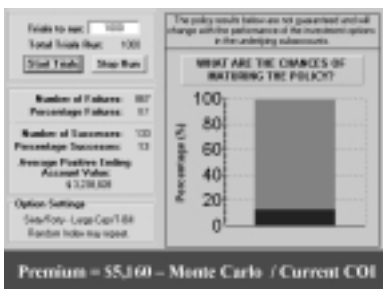 Trials to run: 1000
Total Trials Run: 1000
Start Trials Stop Run
Number of Failures: 867
Percentage Failures: 87
Number of Successes: 133
Percentage Successes: 13
Average Positive Ending
Account Value:
Option Settings
Random Index may repeat.
The policy results below are not guaranteed and will
change with the performance of the investment options
in the underlying subaccounts
WHAT ARE THE CHANCES OF
MATURING THE POLICY?
Percentage (%)
100
80
60
40
20
0
Premium = $5,160 – Monte Carlo / Current COI